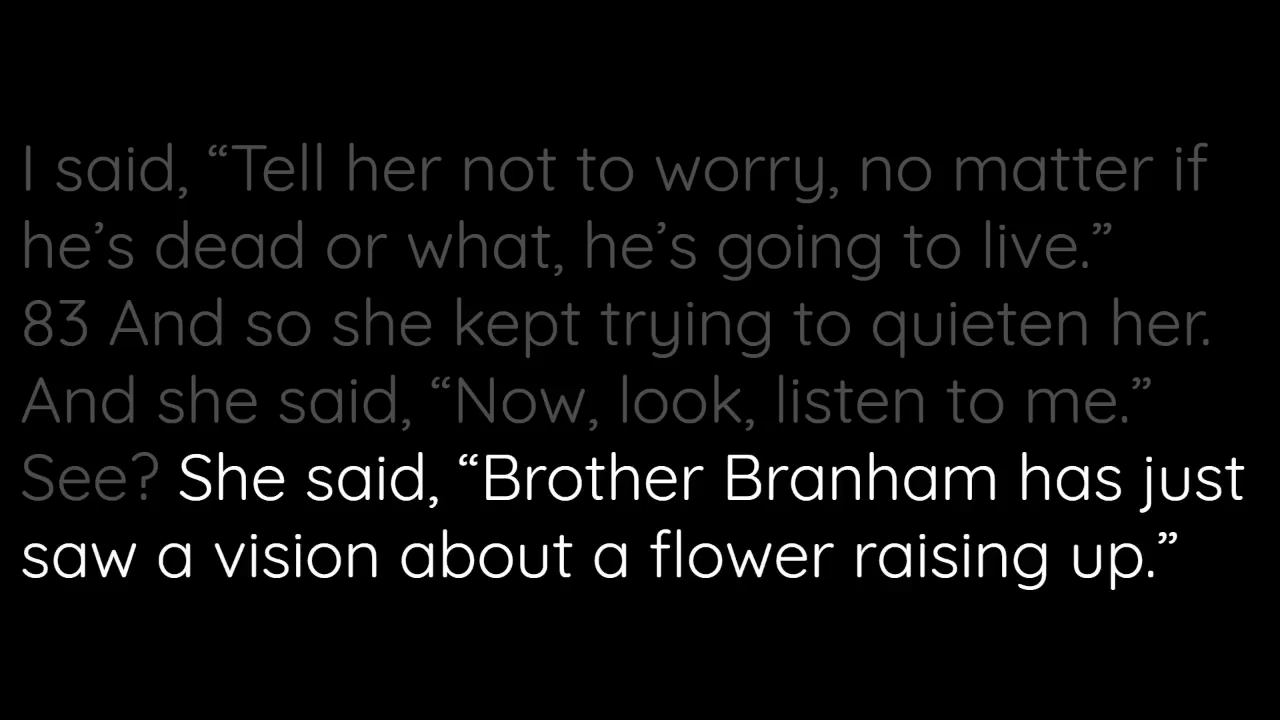 I said, “Tell her not to worry, no matter if
he’s dead or what, he’s going to live.”
83 And so she kept trying to quieten her.
And she said, “Now, look, listen to me.”
See? She said, “Brother Branham has just
saw a vision about a flower raising up.”